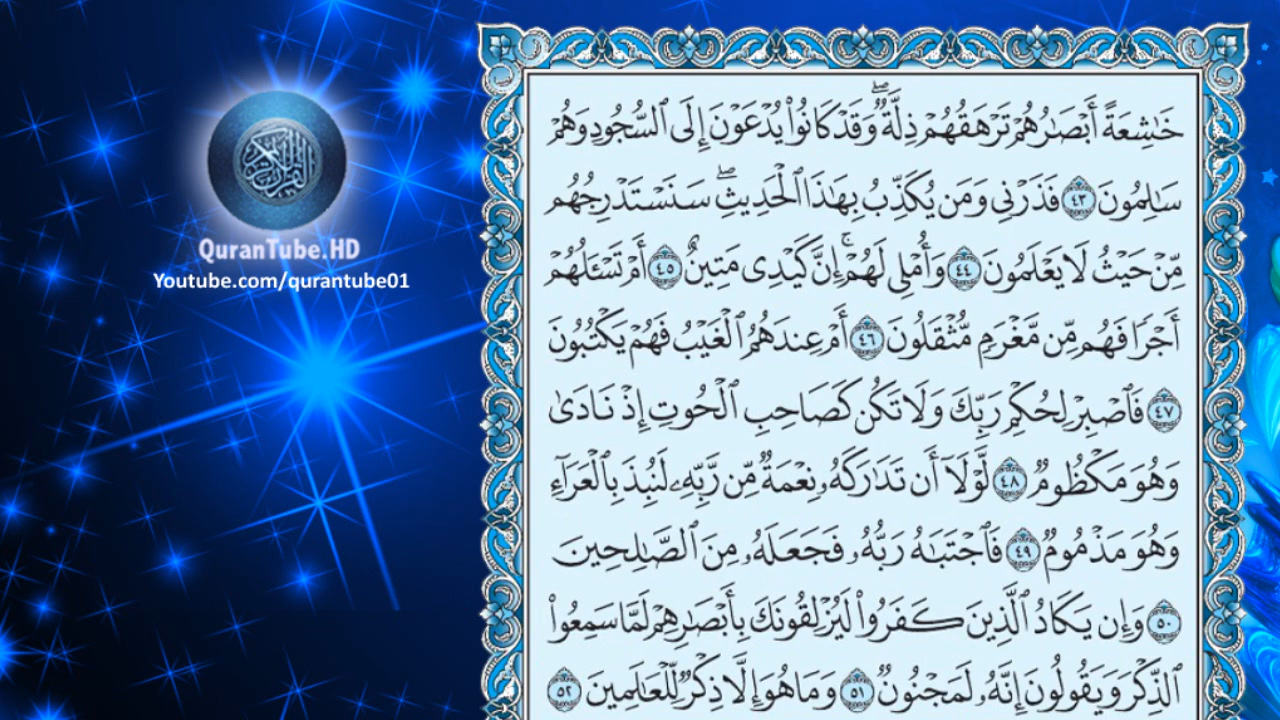 القرآن الكريم
QuranTube.HD
Youtube.com/qurantube01
خَـٰشِعَةً أَبْصَـٰرُهُمْ تَرْهَقُهُمْ ذِلَّةٌ ۖ وَقَدْ كَانُوا۟ يُدْعَوْنَ إِلَى ٱلسُّجُودِ وَهُمْ
سَـٰلِمُونَ ٤٣ فَذَرْنِى وَمَن يُكَذِّبُ بِهَـٰذَا ٱلْحَدِيثِ ۖ سَنَسْتَدْرِجُهُم
مِّنْ حَيْثُ لَا يَعْلَمُونَ ٤٤ وَأُمْلِى لَهُمْ ۚ إِنَّ كَيْدِى مَتِينٌ ٤٥ أَمْ تَسْـَٔلُهُمْ
أَجْرًا فَهُم مِّن مَّغْرَمٍ مُّثْقَلُونَ ٤٦ أَمْ عِندَهُمُ ٱلْغَيْبُ فَهُمْ يَكْتُبُونَ
٤٧ فَٱصْبِرْ لِحُكْمِ رَبِّكَ وَلَا تَكُن كَصَاحِبِ ٱلْحُوتِ إِذْ نَادَىٰ
وَهُوَ مَكْظُومٌ ٤٨ لَّوْلَآ أَن تَدَٰرَكَهُۥ نِعْمَةٌ مِّن رَّبِّهِۦ لَنُبِذَ بِٱلْعَرَآءِ
وَهُوَ مَذْمُومٌ ٤٩ فَٱجْتَبَـٰهُ رَبُّهُۥ فَجَعَلَهُۥ مِنَ ٱلصَّـٰلِحِينَ
٥٠ وَإِن يَكَادُ ٱلَّذِينَ كَفَرُوا۟ لَيُزْلِقُونَكَ بِأَبْصَـٰرِهِمْ لَمَّا سَمِعُوا۟
ٱلذِّكْرَ وَيَقُولُونَ إِنَّهُۥ لَمَجْنُونٌ ٥١ وَمَا هُوَ إِلَّا ذِكْرٌ لِّلْعَـٰلَمِينَ ٥٢